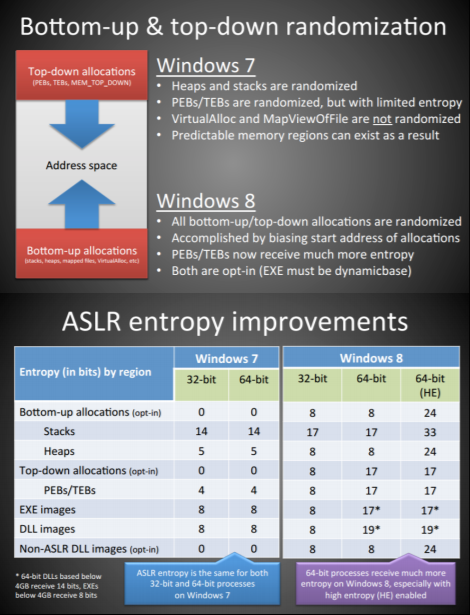 Bottom-up & top-down randomization
Top-down allocations
(PEBs, TEBs, MEM_TOP_DOWN)
Address space
Bottom-up allocations
(stacks, heaps, mapped files, VirtualAlloc, etc)
Windows 7
• Heaps and stacks are randomized
• PEBs/TEBs are randomized, but with limited entropy
• VirtualAlloc and MapViewOfFile are not randomized
• Predictable memory regions can exist as a result
Windows 8
• All bottom-up/top-down allocations are randomized
• Accomplished by biasing start address of allocations
• PEBs/TEBs now receive much more entropy
• Both are opt-in (EXE must be dynamicbase)
ASLR entropy improvements
Entropy (in bits) by region
Windows 7 Windows 8
32-bit 64-bit 32-bit 64-bit 64-bit (HE)
Bottom-up allocations (opt-in) 0 0 8 8 24
Stacks 14 14 17 17 33
Heaps 5 5 8 8 24
Top-down allocations (opt-in) 0 0 8 17 17
PEBs/TEBs 4 4 8 17 17
EXE images 8 8 8 17* 17*
DLL images 8 8 8 19* 19*
Non-ASLR DLL images (opt-in) 0 0 8 8 24
* 64-bit DLLs based below
4GB receive 14 bits, EXEs
below 4GB receive 8 bits
ASLR entropy is the same for both
32-bit and 64-bit processes
on Windows 7
64-bit processes receive much more
entropy on Windows 8, especially with
high entropy (HE) enabled